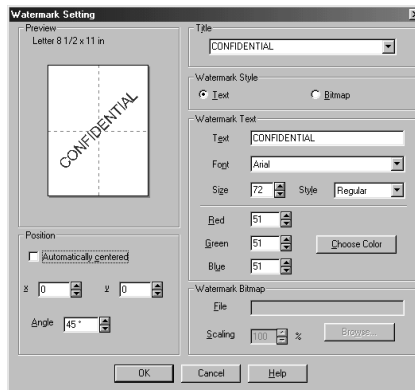 Watermark Setting
Preview
Letter 8 1/2 x 11 in
CONFIDENTIAL
Position
Automatically centered
x 0 y 0
Angle 45 °
Title
CONFIDENTIAL
Watermark Style
Text Bitmap
Watermark Text
Text CONFIDENTIAL
Font Arial
Size 72 Style Regular
Red 51
Green 51 Choose Color
Blue 51
Watermark Bitmap
File
Scaling 100 % Browse...
OK Cancel Help